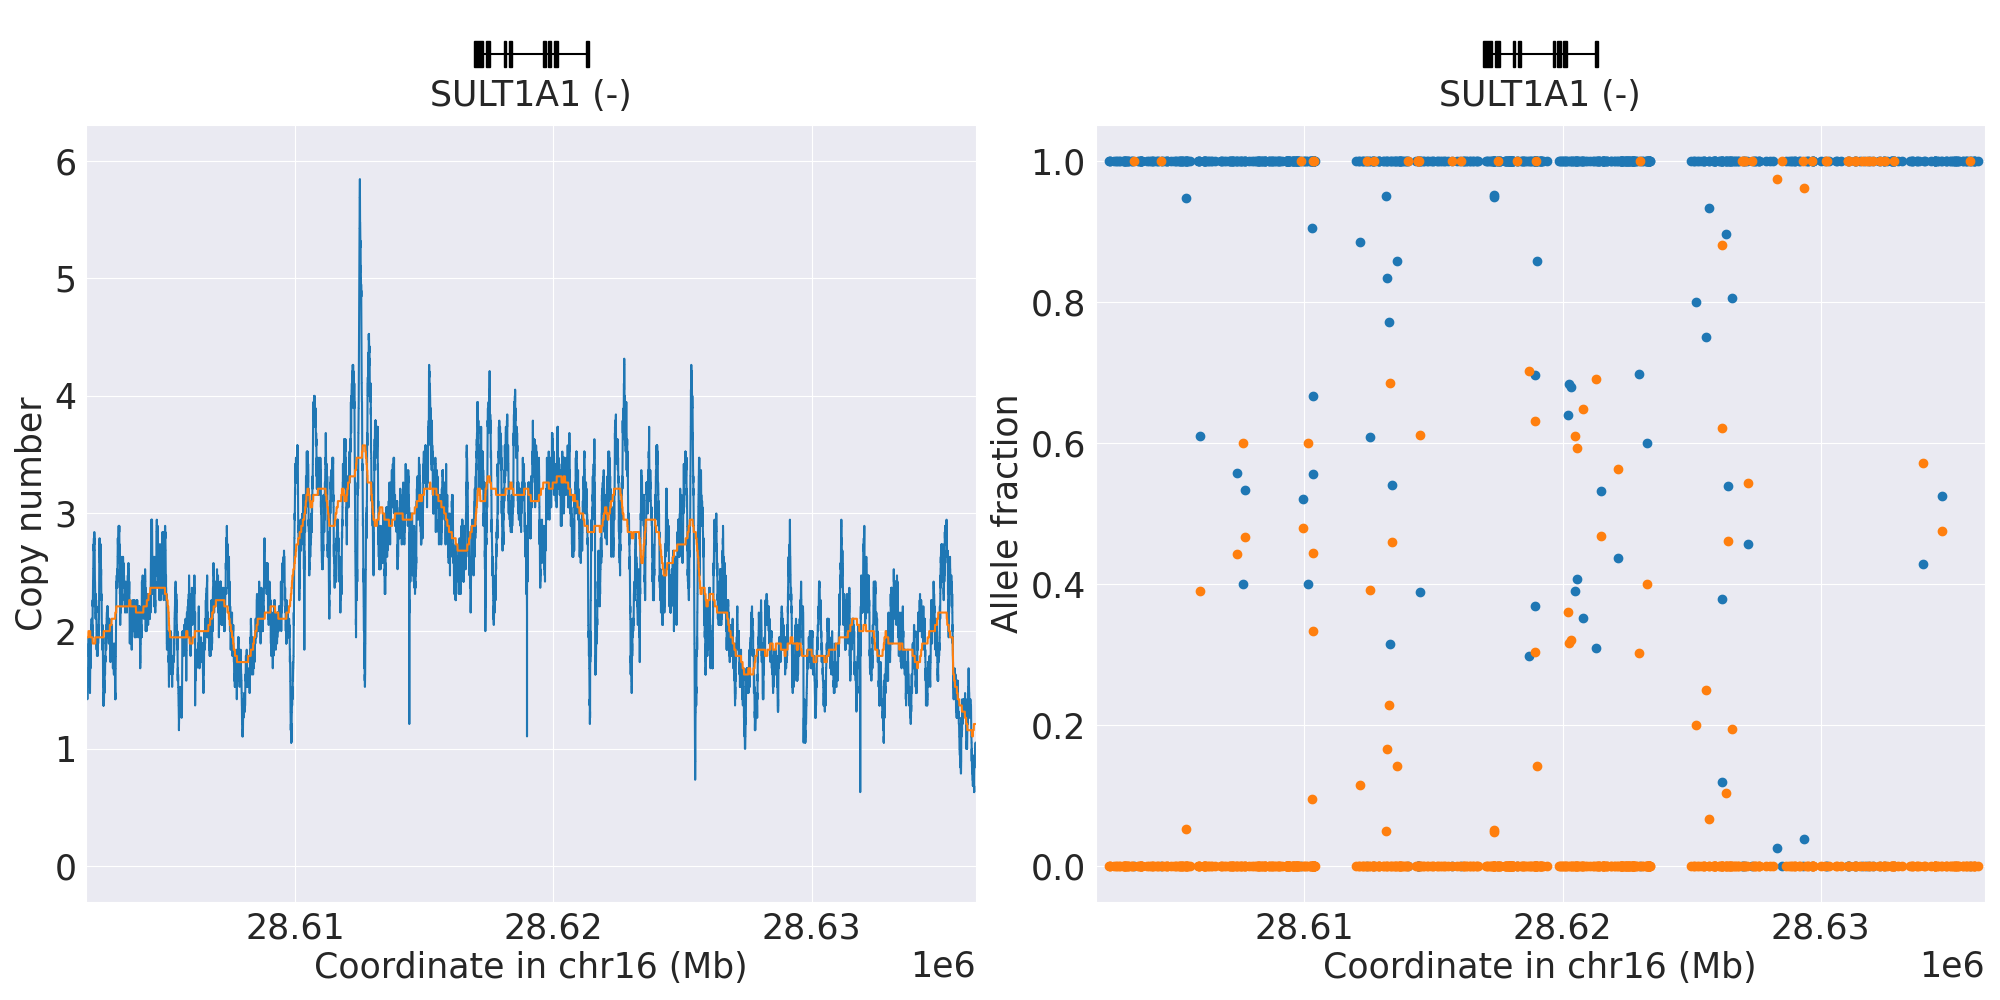 SULT1A1 (-)
6
5
4
3
2
1
0
Copy number
28.61
28.62
28.63
Coordinate in chr16 (Mb)
1e6
SULT1A1 (-)
1.0
0.8
0.6
0.4
0.2
0.0
Allele fraction
28.61
28.62
28.63
Coordinate in chr16 (Mb)
1e6